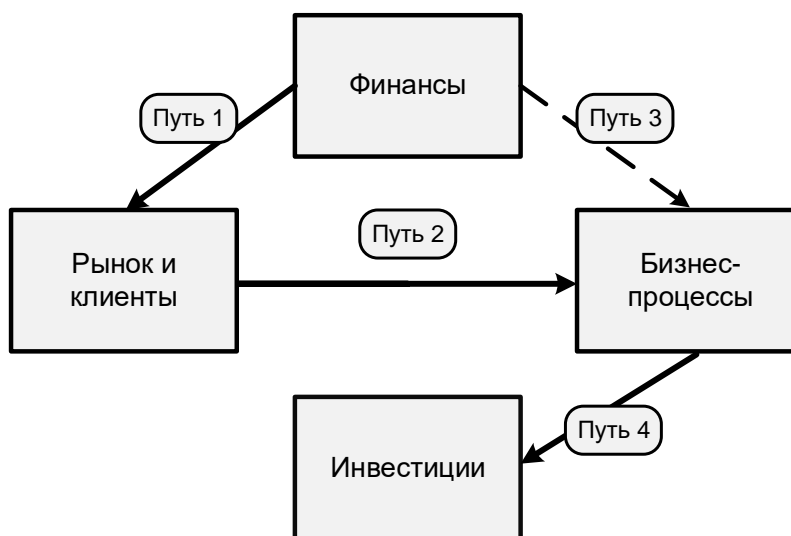 Финансы
Путь 1
Путь 3
Путь 2
Рынок и
клиенты
Бизнес-
процессы
Путь 4
Инвестиции